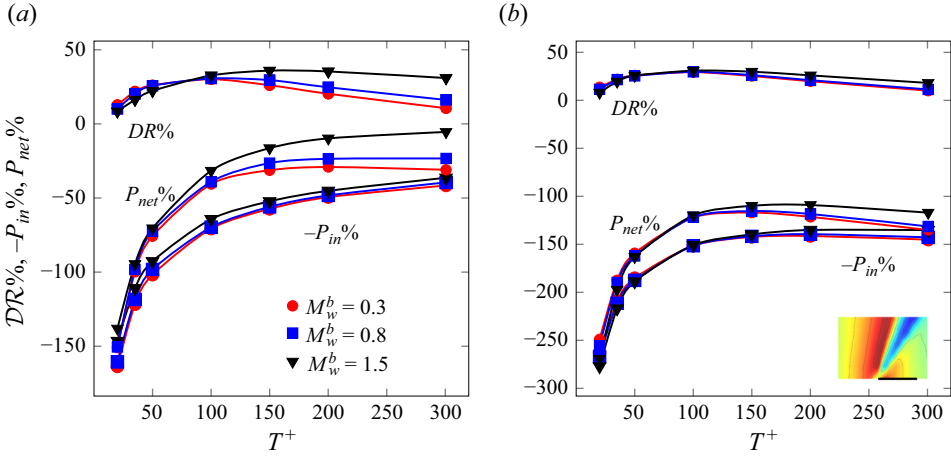 (a)
(b)
50
0
−50
−100
−150
DR%, −P_in%, P_net%
DR%
P_net%
−P_in%
M_w^b = 0.3
M_w^b = 0.8
M_w^b = 1.5
50 100 150 200 250 300
T^+
50
0
−50
−100
−150
−200
−250
−300
DR%
P_net%
−P_in%
50 100 150 200 250 300
T^+